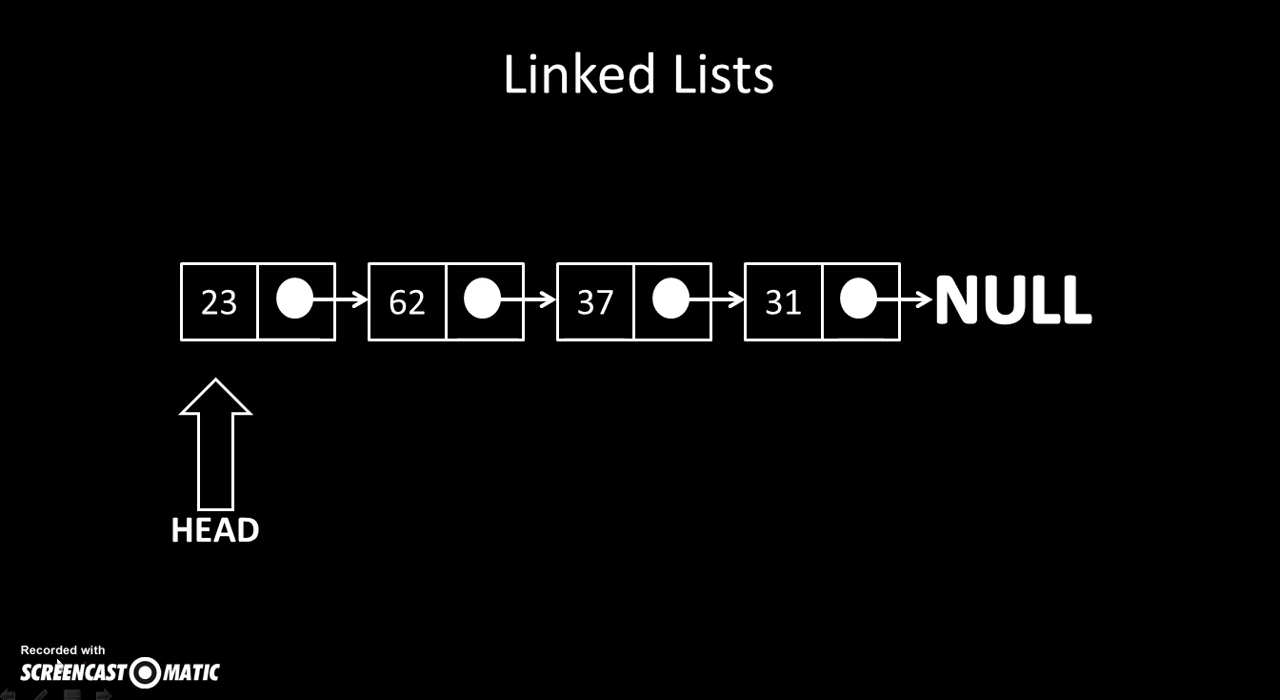 Linked Lists
23 62 37 31 NULL
HEAD
Recorded with
SCREENCAST MATIC